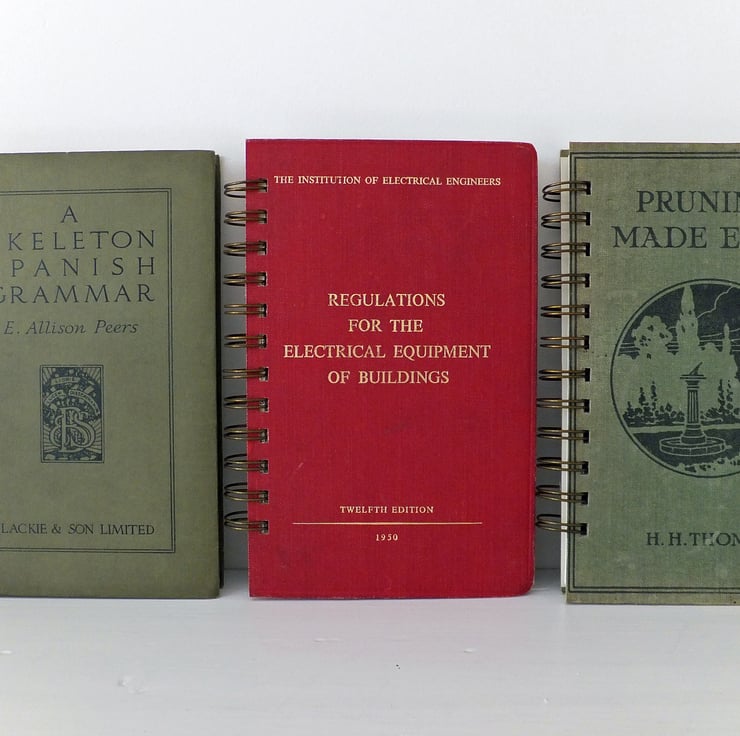 A
KELETON
PANISH
GRAMMAR
E. Allison Peers
LACKIE & SON LIMITED
THE INSTITUTION OF ELECTRICAL ENGINEERS
REGULATIONS
FOR THE
ELECTRICAL EQUIPMENT
OF BUILDINGS
TWELFTH EDITION
1950
PRUNIN
MADE E
H. H. THOM